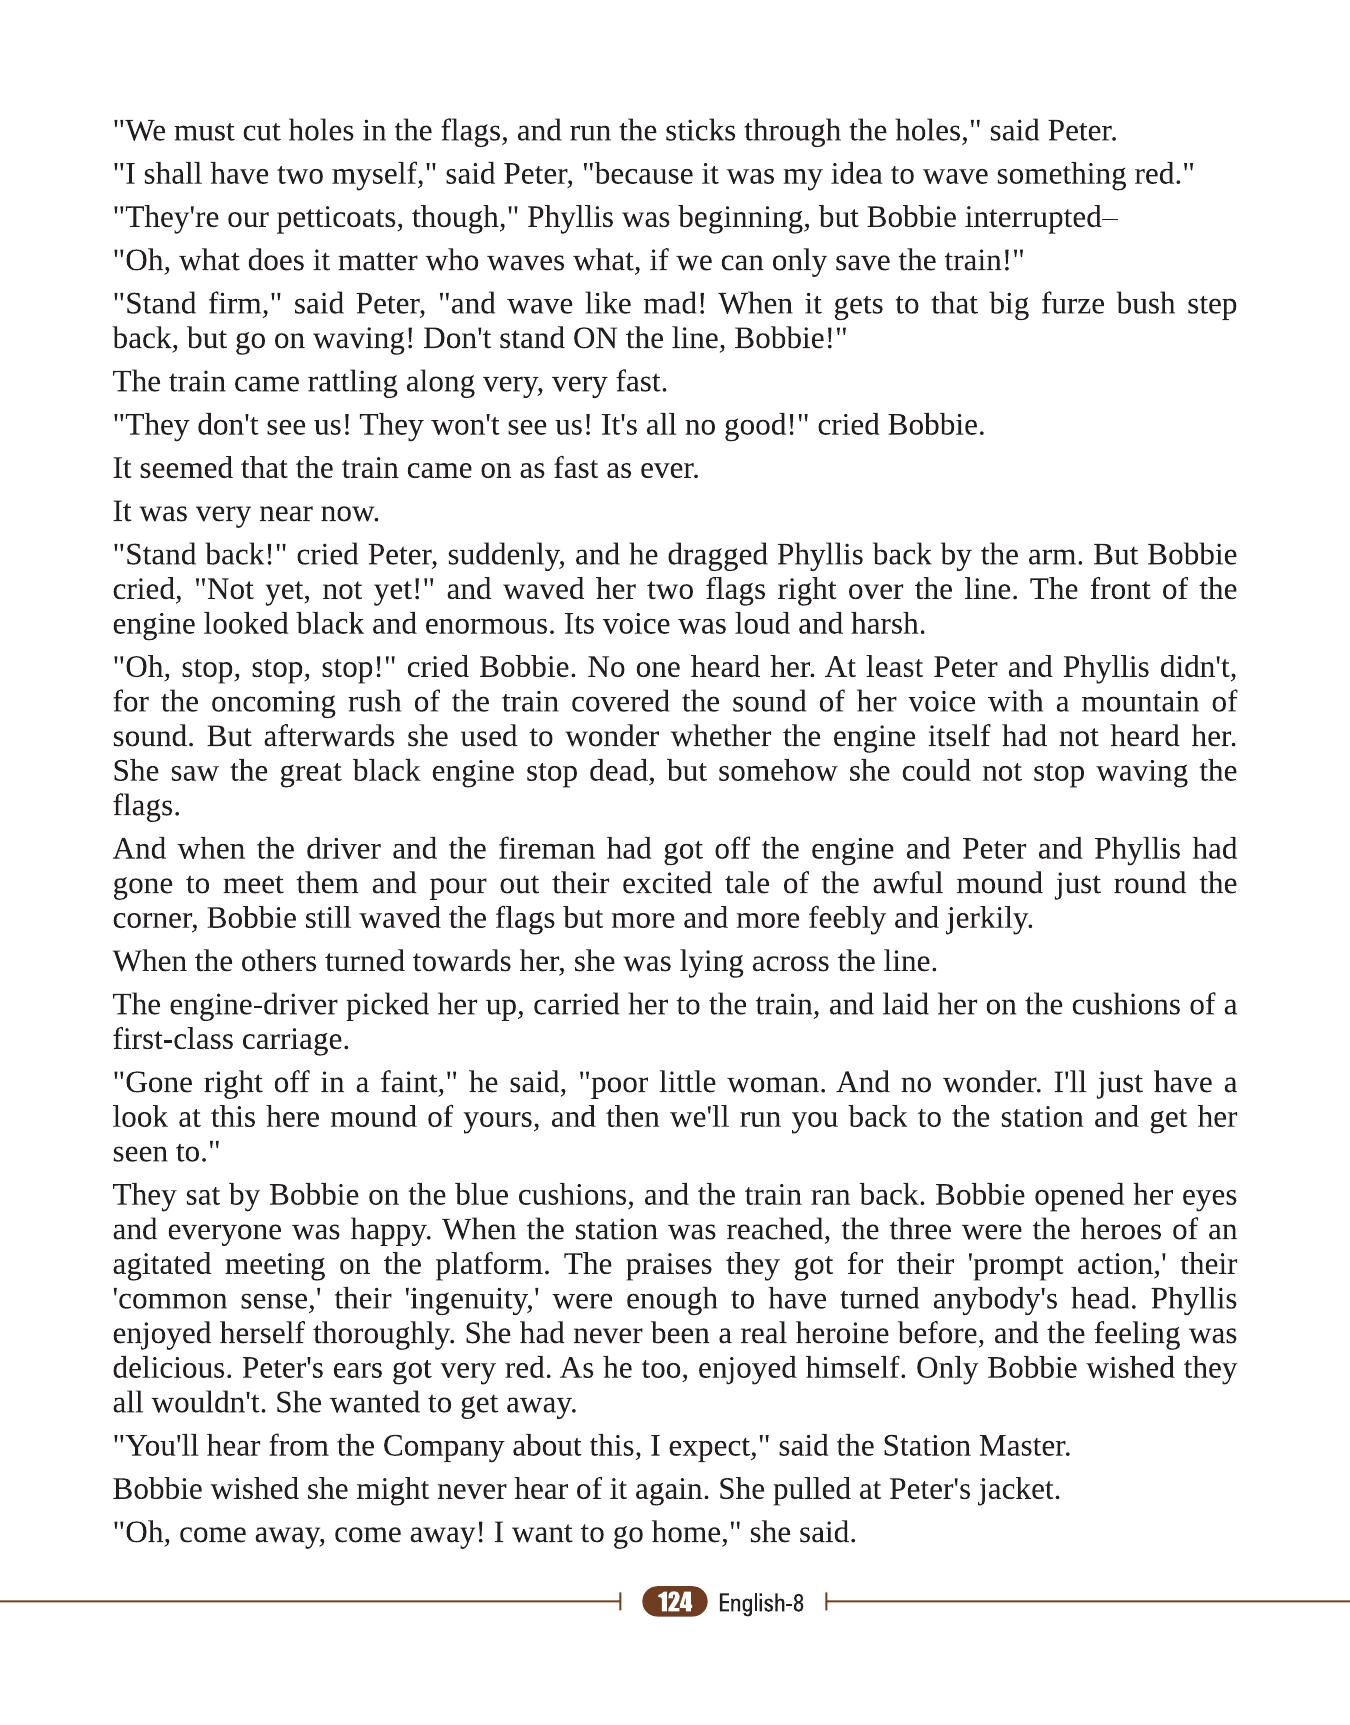 "We must cut holes in the flags, and run the sticks through the holes," said Peter.
"I shall have two myself," said Peter, "because it was my idea to wave something red."
"They're our petticoats, though," Phyllis was beginning, but Bobbie interrupted–
"Oh, what does it matter who waves what, if we can only save the train!"
"Stand firm," said Peter, "and wave like mad! When it gets to that big furze bush step
back, but go on waving! Don't stand ON the line, Bobbie!"
The train came rattling along very, very fast.
"They don't see us! They won't see us! It's all no good!" cried Bobbie.
It seemed that the train came on as fast as ever.
It was very near now.
"Stand back!" cried Peter, suddenly, and he dragged Phyllis back by the arm. But Bobbie
cried, "Not yet, not yet!" and waved her two flags right over the line. The front of the
engine looked black and enormous. Its voice was loud and harsh.
"Oh, stop, stop, stop!" cried Bobbie. No one heard her. At least Peter and Phyllis didn't,
for the oncoming rush of the train covered the sound of her voice with a mountain of
sound. But afterwards she used to wonder whether the engine itself had not heard her.
She saw the great black engine stop dead, but somehow she could not stop waving the
flags.
And when the driver and the fireman had got off the engine and Peter and Phyllis had
gone to meet them and pour out their excited tale of the awful mound just round the
corner, Bobbie still waved the flags but more and more feebly and jerkily.
When the others turned towards her, she was lying across the line.
The engine-driver picked her up, carried her to the train, and laid her on the cushions of a
first-class carriage.
"Gone right off in a faint," he said, "poor little woman. And no wonder. I'll just have a
look at this here mound of yours, and then we'll run you back to the station and get her
seen to."
They sat by Bobbie on the blue cushions, and the train ran back. Bobbie opened her eyes
and everyone was happy. When the station was reached, the three were the heroes of an
agitated meeting on the platform. The praises they got for their 'prompt action,' their
'common sense,' their 'ingenuity,' were enough to have turned anybody's head. Phyllis
enjoyed herself thoroughly. She had never been a real heroine before, and the feeling was
delicious. Peter's ears got very red. As he too, enjoyed himself. Only Bobbie wished they
all wouldn't. She wanted to get away.
"You'll hear from the Company about this, I expect," said the Station Master.
Bobbie wished she might never hear of it again. She pulled at Peter's jacket.
"Oh, come away, come away! I want to go home," she said.
124 English-8